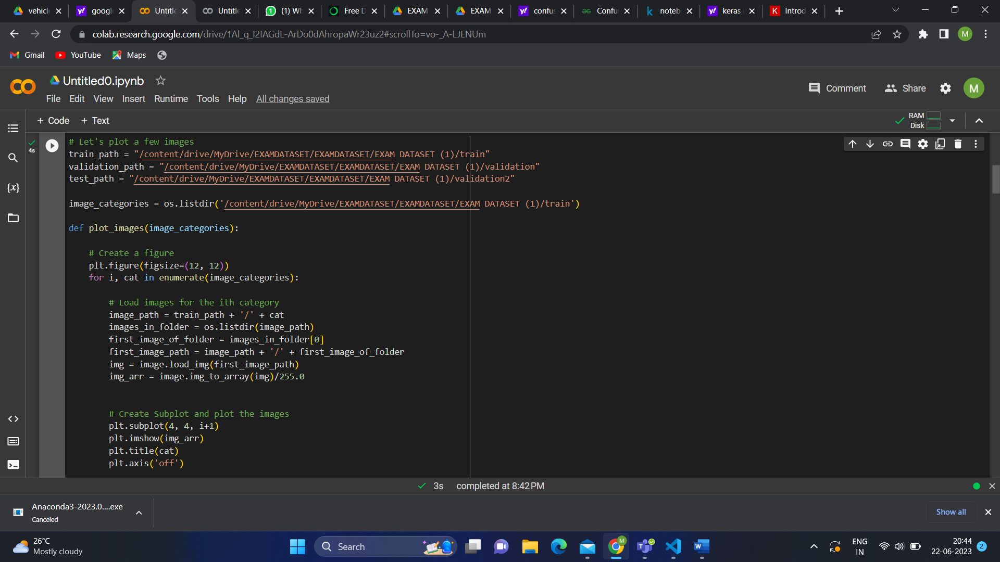 vehicl
googl
Untitle
Untitle
(1) Wh
Free D
EXAM
EXAM
confus
Confu
noteb
keras
Introd
colab.research.google.com/drive/1Al_q_I2IAGdL-ArDo0dAhropaWr23uz2#scrollTo=vo-_A-LJENUm
M
Gmail
YouTube
Maps
Untitled0.ipynb
File Edit View Insert Runtime Tools Help All changes saved
Comment
Share
M
+ Code + Text
RAM
Disk
4s
# Let's plot a few images
train_path = "/content/drive/MyDrive/EXAMDATASET/EXAMDATASET/EXAM DATASET (1)/train"
validation_path = "/content/drive/MyDrive/EXAMDATASET/EXAMDATASET/EXAM DATASET (1)/validation"
test_path = "/content/drive/MyDrive/EXAMDATASET/EXAMDATASET/EXAM DATASET (1)/validation2"
image_categories = os.listdir('/content/drive/MyDrive/EXAMDATASET/EXAMDATASET/EXAM DATASET (1)/train')
def plot_images(image_categories):
# Create a figure
plt.figure(figsize=(12, 12))
for i, cat in enumerate(image_categories):
# Load images for the ith category
image_path = train_path + '/' + cat
images_in_folder = os.listdir(image_path)
first_image_of_folder = images_in_folder[0]
first_image_path = image_path + '/' + first_image_of_folder
img = image.load_img(first_image_path)
img_arr = image.img_to_array(img)/255.0
# Create Subplot and plot the images
plt.subplot(4, 4, i+1)
plt.imshow(img_arr)
plt.title(cat)
plt.axis('off')
3s completed at 8:42 PM
Anaconda3-2023.0....exe
Canceled
Show all
26°C
Mostly cloudy
Search
ENG
IN
20:44
22-06-2023
2